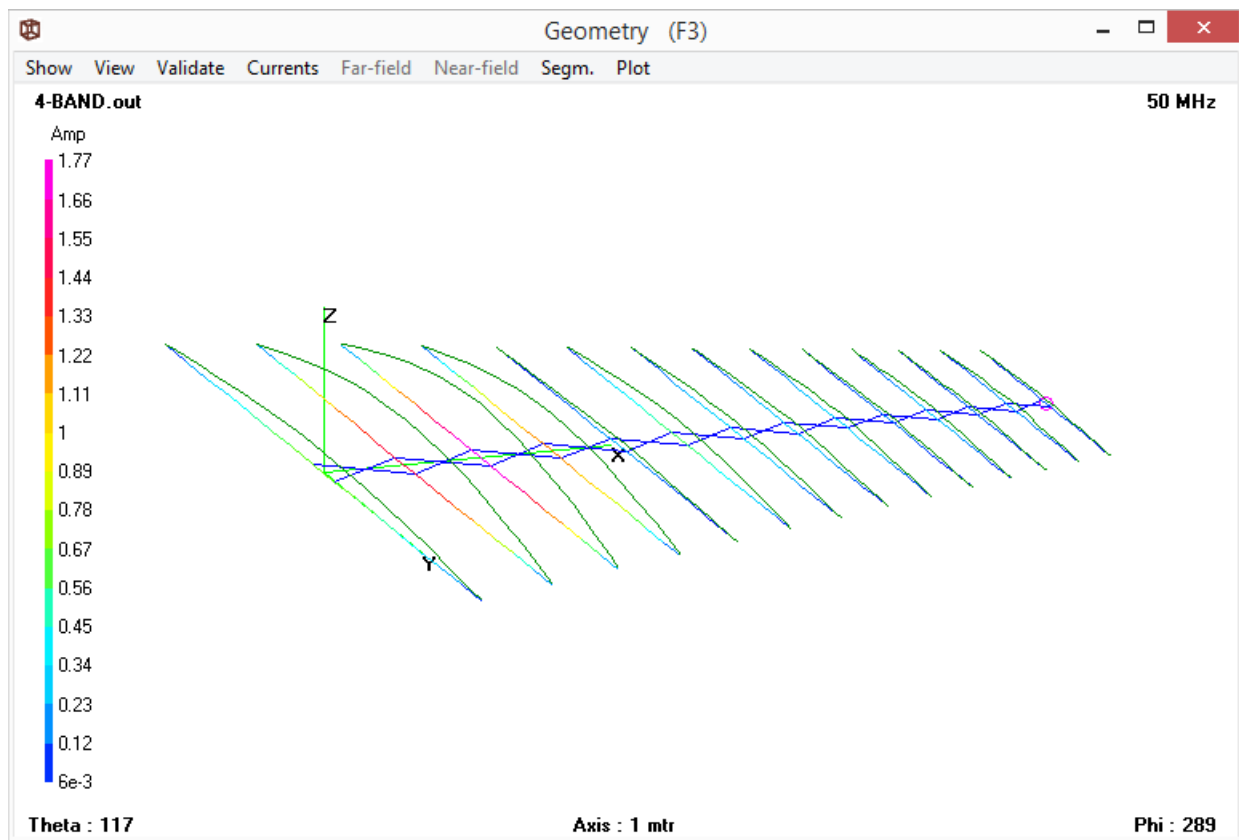 Geometry (F3)
Show View Validate Currents Far-field Near-field Segm. Plot
4-BAND.out 50 MHz
Amp
1.77
1.66
1.55
1.44
1.33
1.22
1.11
1
0.89
0.78
0.67
0.56
0.45
0.34
0.23
0.12
6e-3
Z
X
Y
Theta : 117 Axis : 1 mtr Phi : 289